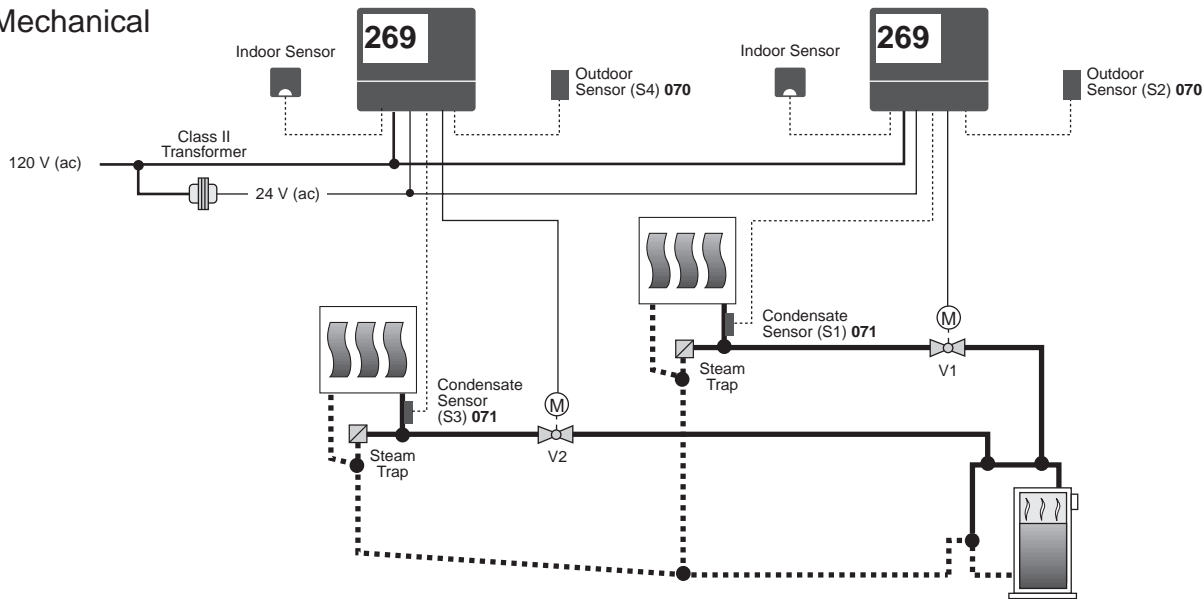 Mechanical
269
269
Indoor Sensor
Outdoor
Sensor (S4) 070
Indoor Sensor
Outdoor
Sensor (S2) 070
Class II
Transformer
120 V (ac)
24 V (ac)
Condensate
Sensor (S1) 071
M
V1
Steam
Trap
Condensate
Sensor
(S3) 071
M
V2
Steam
Trap